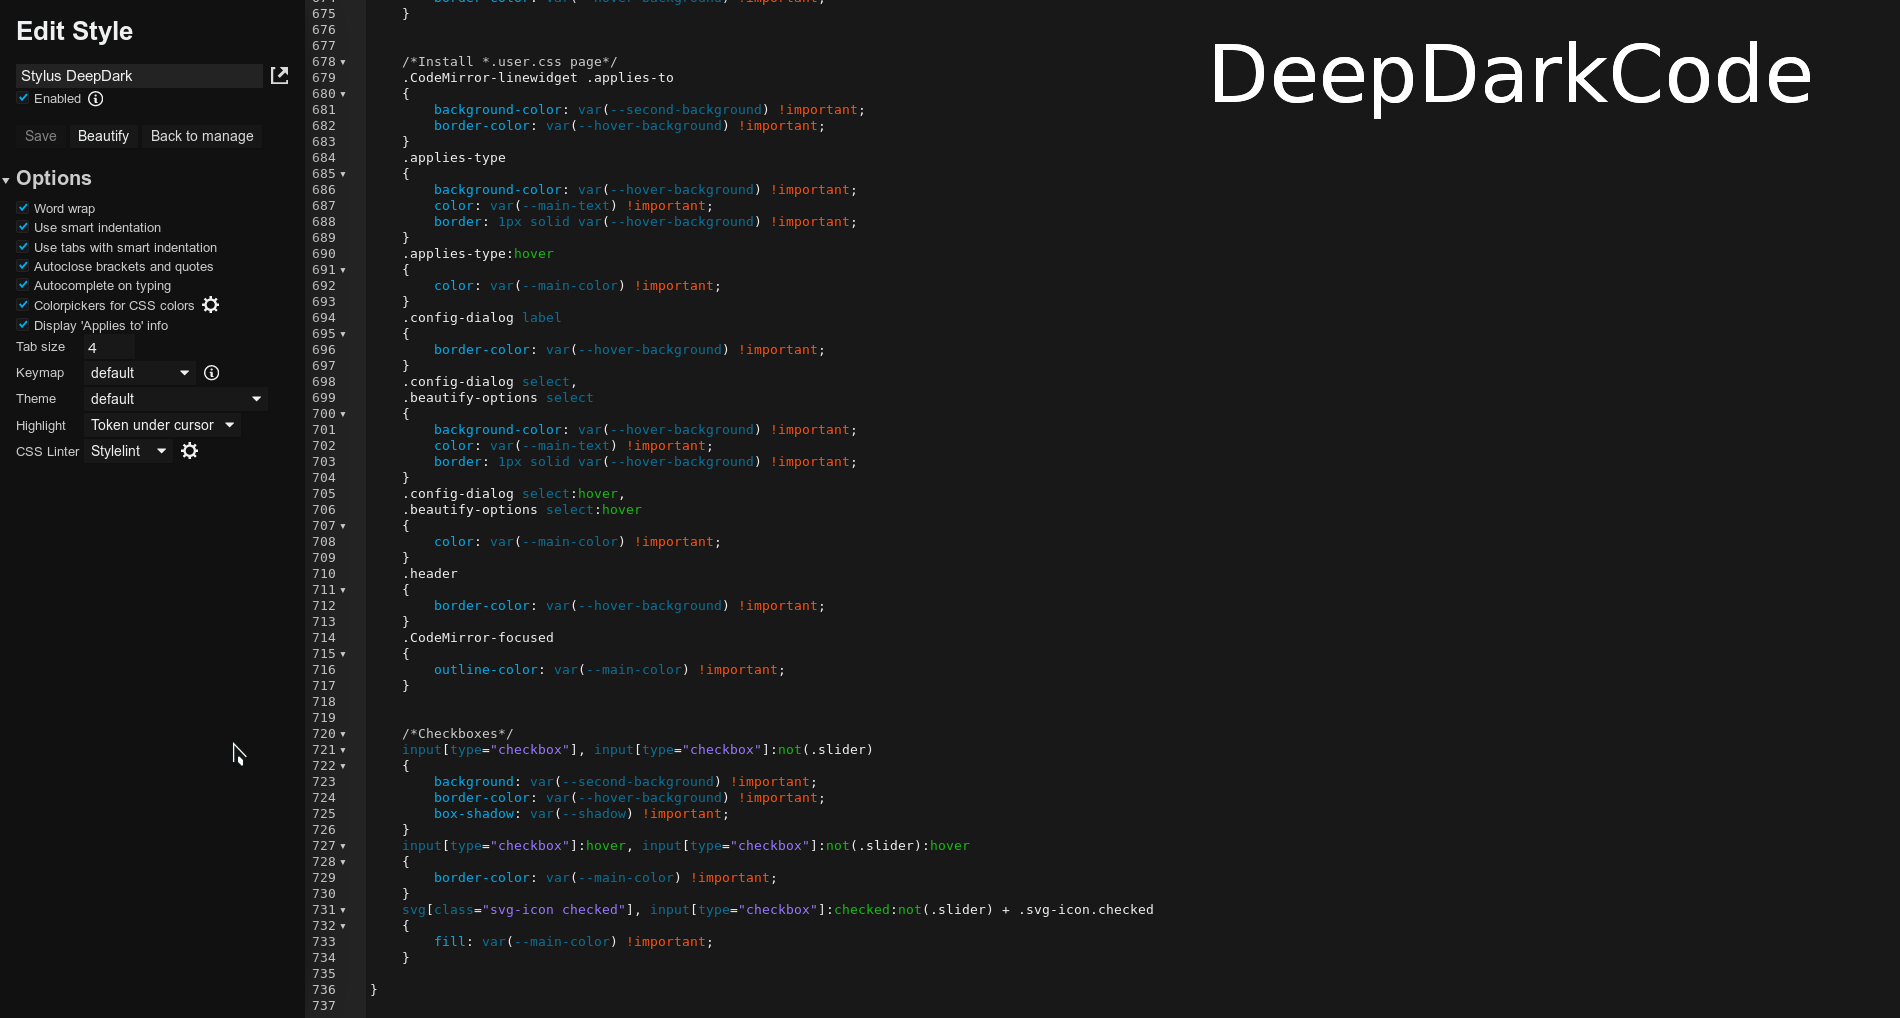 Edit Style
Stylus DeepDark
Enabled
Save Beautify Back to manage
Options
Word wrap
Use smart indentation
Use tabs with smart indentation
Autoclose brackets and quotes
Autocomplete on typing
Colorpickers for CSS colors
Display 'Applies to' info
Tab size 4
Keymap default
Theme default
Highlight Token under cursor
CSS Linter Stylelint
DeepDarkCode
674 border-color: var(--hover-background) !important;
675 }
676
677
678 /*Install *.user.css page*/
679 .CodeMirror-linewidget .applies-to
680 {
681 background-color: var(--second-background) !important;
682 border-color: var(--hover-background) !important;
683 }
684 .applies-type
685 {
686 background-color: var(--hover-background) !important;
687 color: var(--main-text) !important;
688 border: 1px solid var(--hover-background) !important;
689 }
690 .applies-type:hover
691 {
692 color: var(--main-color) !important;
693 }
694 .config-dialog label
695 {
696 border-color: var(--hover-background) !important;
697 }
698 .config-dialog select,
699 .beautify-options select
700 {
701 background-color: var(--hover-background) !important;
702 color: var(--main-text) !important;
703 border: 1px solid var(--hover-background) !important;
704 }
705 .config-dialog select:hover,
706 .beautify-options select:hover
707 {
708 color: var(--main-color) !important;
709 }
710 .header
711 {
712 border-color: var(--hover-background) !important;
713 }
714 .CodeMirror-focused
715 {
716 outline-color: var(--main-color) !important;
717 }
718
719
720 /*Checkboxes*/
721 input[type="checkbox"], input[type="checkbox"]:not(.slider)
722 {
723 background: var(--second-background) !important;
724 border-color: var(--hover-background) !important;
725 box-shadow: var(--shadow) !important;
726 }
727 input[type="checkbox"]:hover, input[type="checkbox"]:not(.slider):hover
728 {
729 border-color: var(--main-color) !important;
730 }
731 svg[class="svg-icon checked"], input[type="checkbox"]:checked:not(.slider) + .svg-icon.checked
732 {
733 fill: var(--main-color) !important;
734 }
735
736 }
737